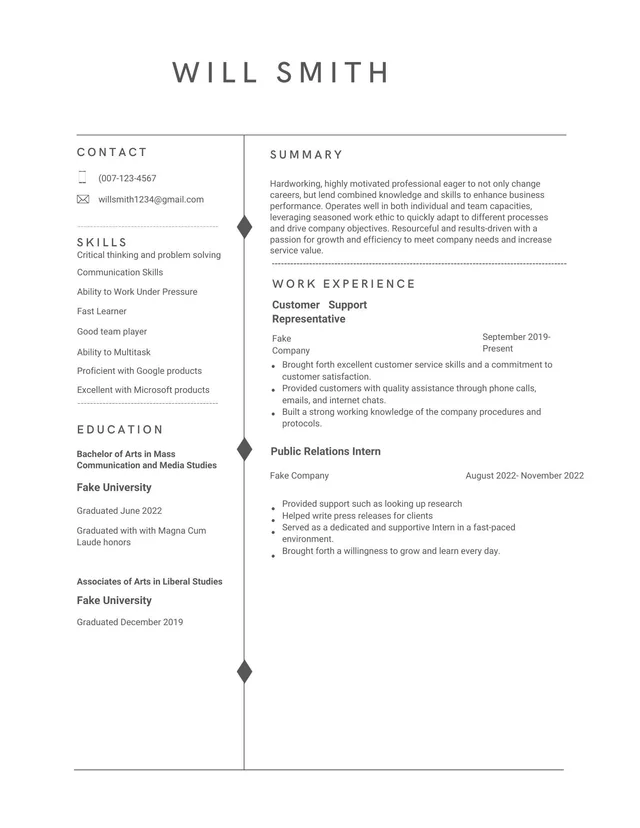 WILL SMITH
CONTACT
(007-123-4567
willsmith1234@gmail.com
SKILLS
Critical thinking and problem solving
Communication Skills
Ability to Work Under Pressure
Fast Learner
Good team player
Ability to Multitask
Proficient with Google products
Excellent with Microsoft products
EDUCATION
Bachelor of Arts in Mass
Communication and Media Studies
Fake University
Graduated June 2022
Graduated with with Magna Cum
Laude honors
Associates of Arts in Liberal Studies
Fake University
Graduated December 2019
SUMMARY
Hardworking, highly motivated professional eager to not only change
careers, but lend combined knowledge and skills to enhance business
performance. Operates well in both individual and team capacities,
leveraging seasoned work ethic to quickly adapt to different processes
and drive company objectives. Resourceful and results-driven with a
passion for growth and efficiency to meet company needs and increase
service value.
WORK EXPERIENCE
Customer Support
Representative
Fake
Company
September 2019-
Present
• Brought forth excellent customer service skills and a commitment to
customer satisfaction.
• Provided customers with quality assistance through phone calls,
emails, and internet chats.
• Built a strong working knowledge of the company procedures and
protocols.
Public Relations Intern
Fake Company August 2022- November 2022
• Provided support such as looking up research
• Helped write press releases for clients
• Served as a dedicated and supportive Intern in a fast-paced
environment.
• Brought forth a willingness to grow and learn every day.